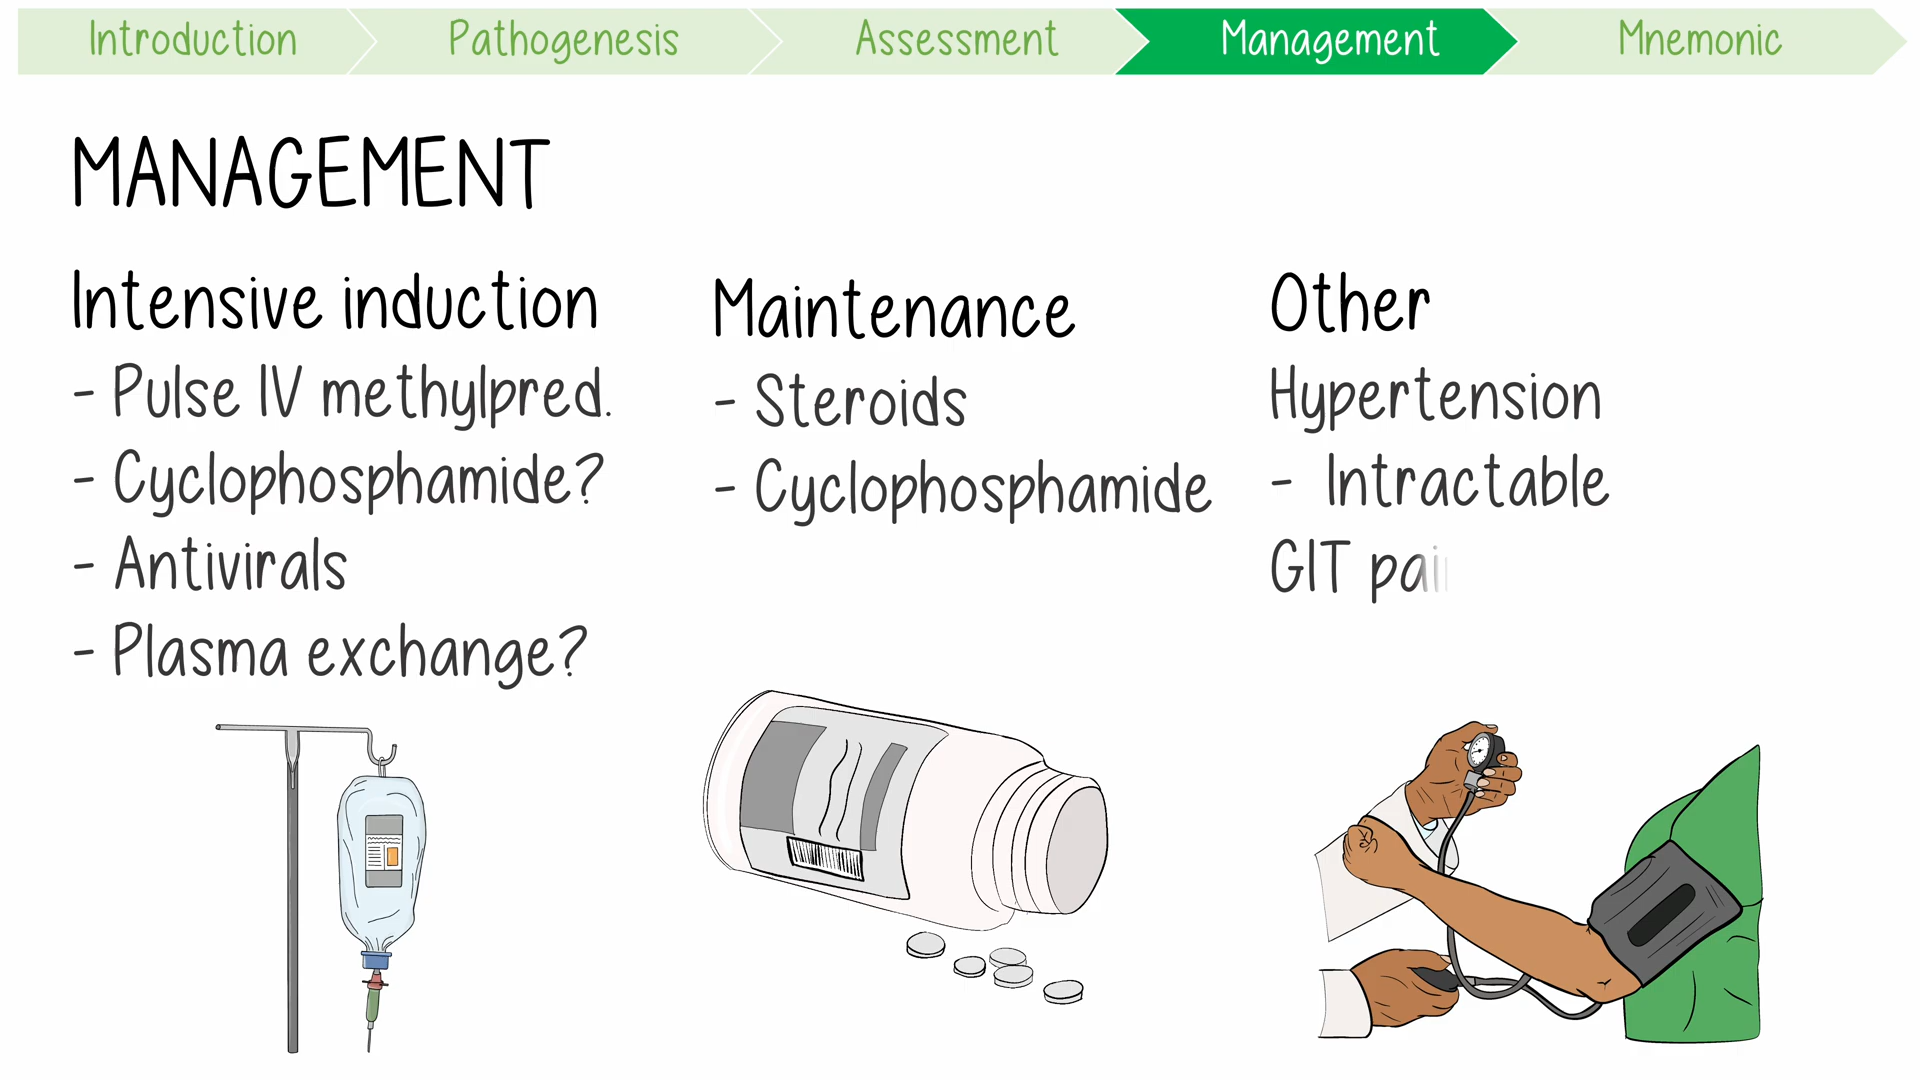 Introduction
Pathogenesis
Assessment
Management
Mnemonic
MANAGEMENT
Intensive induction
- Pulse IV methylpred.
- Cyclophosphamide?
- Antivirals
- Plasma exchange?
Maintenance
- Steroids
- Cyclophosphamide
Other
Hypertension
- Intractable
GIT